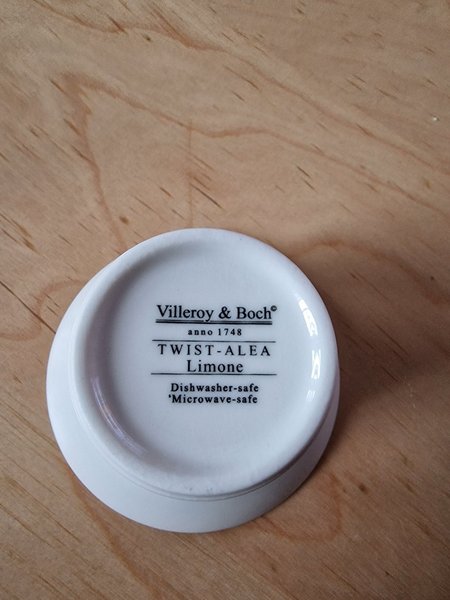 Villeroy & Boch©
anno 1748
TWIST-ALEA
Limone
Dishwasher-safe
'Microwave-safe